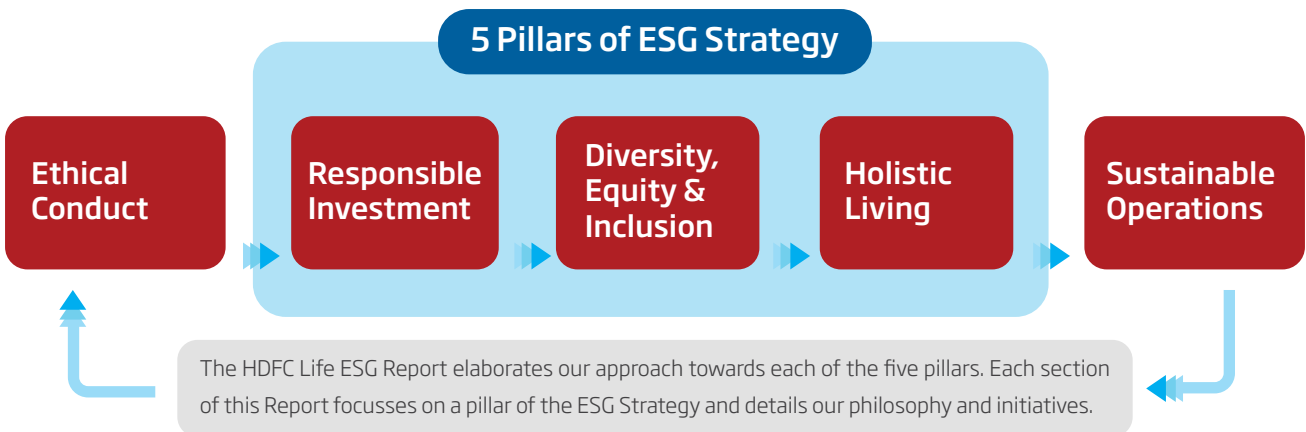 5 Pillars of ESG Strategy
Ethical
Conduct
Responsible
Investment
Diversity,
Equity &
Inclusion
Holistic
Living
Sustainable
Operations
The HDFC Life ESG Report elaborates our approach towards each of the five pillars. Each section
of this Report focusses on a pillar of the ESG Strategy and details our philosophy and initiatives.